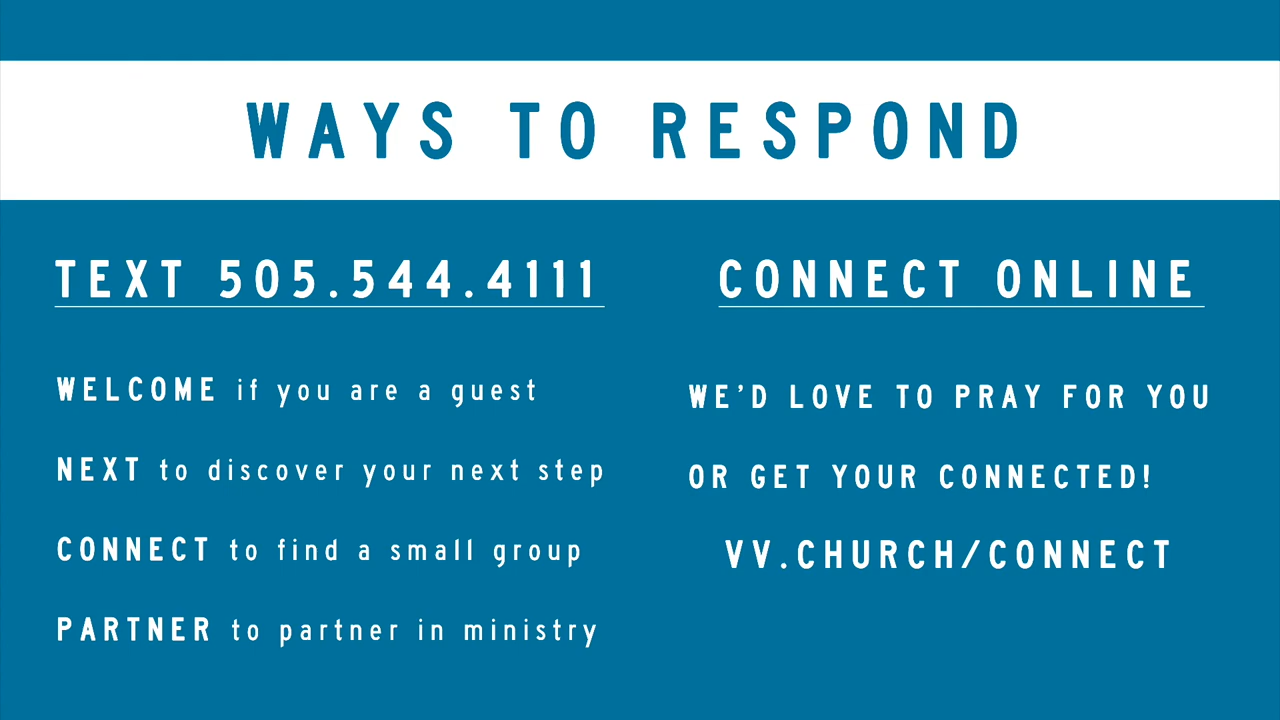 WAYS TO RESPOND
TEXT 505.544.4111
WELCOME if you are a guest
NEXT to discover your next step
CONNECT to find a small group
PARTNER to partner in ministry
CONNECT ONLINE
WE'D LOVE TO PRAY FOR YOU
OR GET YOUR CONNECTED!
VV.CHURCH/CONNECT